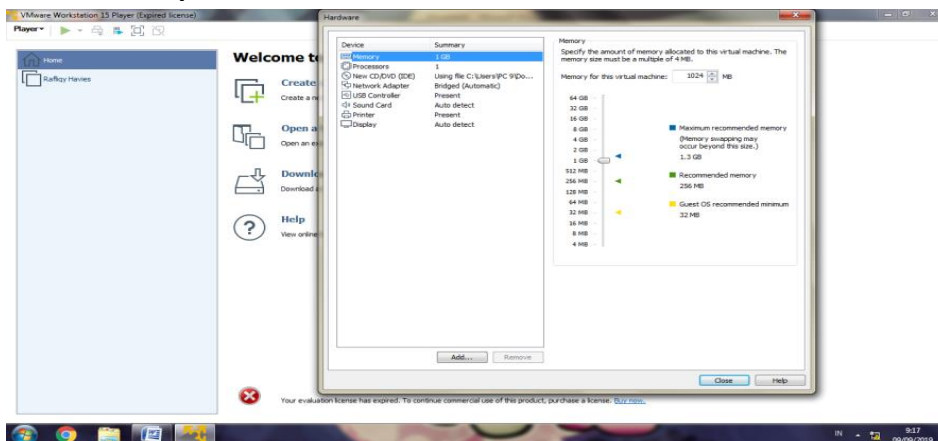 VMware Workstation 15 Player (Expired license)
Player
Home
Rafiqy Havies
Welcome t
Create
Create a n
Open a
Open an e
Downlo
Download a
Help
View online
Your evaluation license has expired. To continue commercial use of this product, purchase a license. Buy now.
Hardware
Device Summary
Memory 1 GB
Processors 1
New CD/DVD (IDE) Using file C:\Users\PC 9\Do...
Network Adapter Bridged (Automatic)
USB Controller Present
Sound Card Auto detect
Printer Present
Display Auto detect
Add... Remove
Memory
Specify the amount of memory allocated to this virtual machine. The
memory size must be a multiple of 4 MB.
Memory for this virtual machine: 1024 MB
64 GB
32 GB
16 GB
8 GB
4 GB
2 GB
1 GB
512 MB
256 MB
128 MB
64 MB
32 MB
16 MB
8 MB
4 MB
Maximum recommended memory
(Memory swapping may
occur beyond this size.)
1.3 GB
Recommended memory
256 MB
Guest OS recommended minimum
32 MB
Close Help
IN
9:17
09/09/2019